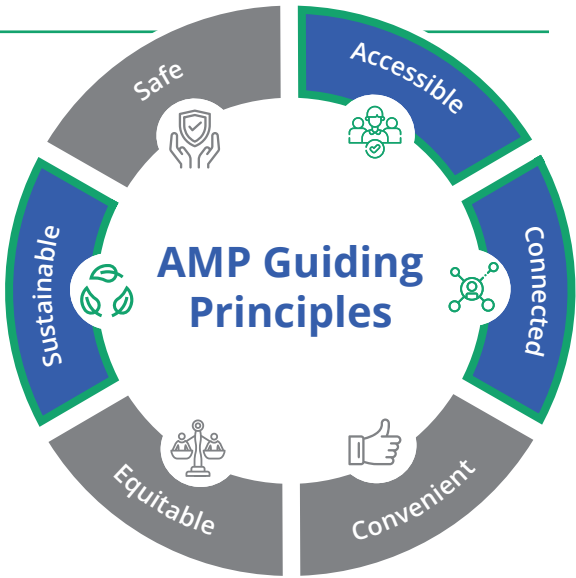 Safe
Accessible
Sustainable
AMP Guiding
Principles
Connected
Equitable
Convenient